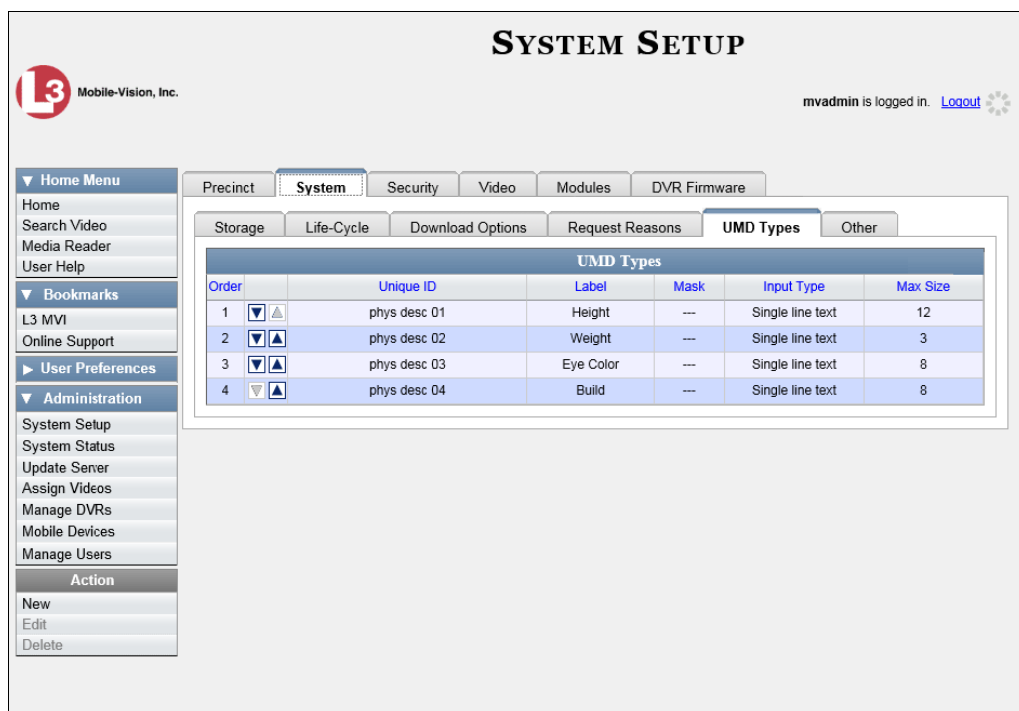 SYSTEM SETUP
L3 Mobile-Vision, Inc.
mvadmin is logged in. Logout
Home Menu
Home
Search Video
Media Reader
User Help
Bookmarks
L3 MVI
Online Support
User Preferences
Administration
System Setup
System Status
Update Server
Assign Videos
Manage DVRs
Mobile Devices
Manage Users
Action
New
Edit
Delete
Precinct System Security Video Modules DVR Firmware
Storage Life-Cycle Download Options Request Reasons UMD Types Other
UMD Types
Order Unique ID Label Mask Input Type Max Size
1 phys desc 01 Height --- Single line text 12
2 phys desc 02 Weight --- Single line text 3
3 phys desc 03 Eye Color --- Single line text 8
4 phys desc 04 Build --- Single line text 8